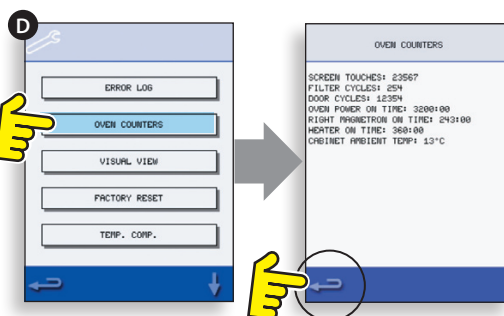 D
ERROR LOG
OVEN COUNTERS
VISUAL VIEW
FACTORY RESET
TEMP. COMP.
OVEN COUNTERS
SCREEN TOUCHES: 23567
FILTER CYCLES: 254
DOOR CYCLES: 12354
OVEN POWER ON TIME: 3200:00
RIGHT MAGNETRON ON TIME: 243:00
HEATER ON TIME: 360:00
CABINET AMBIENT TEMP: 13°C